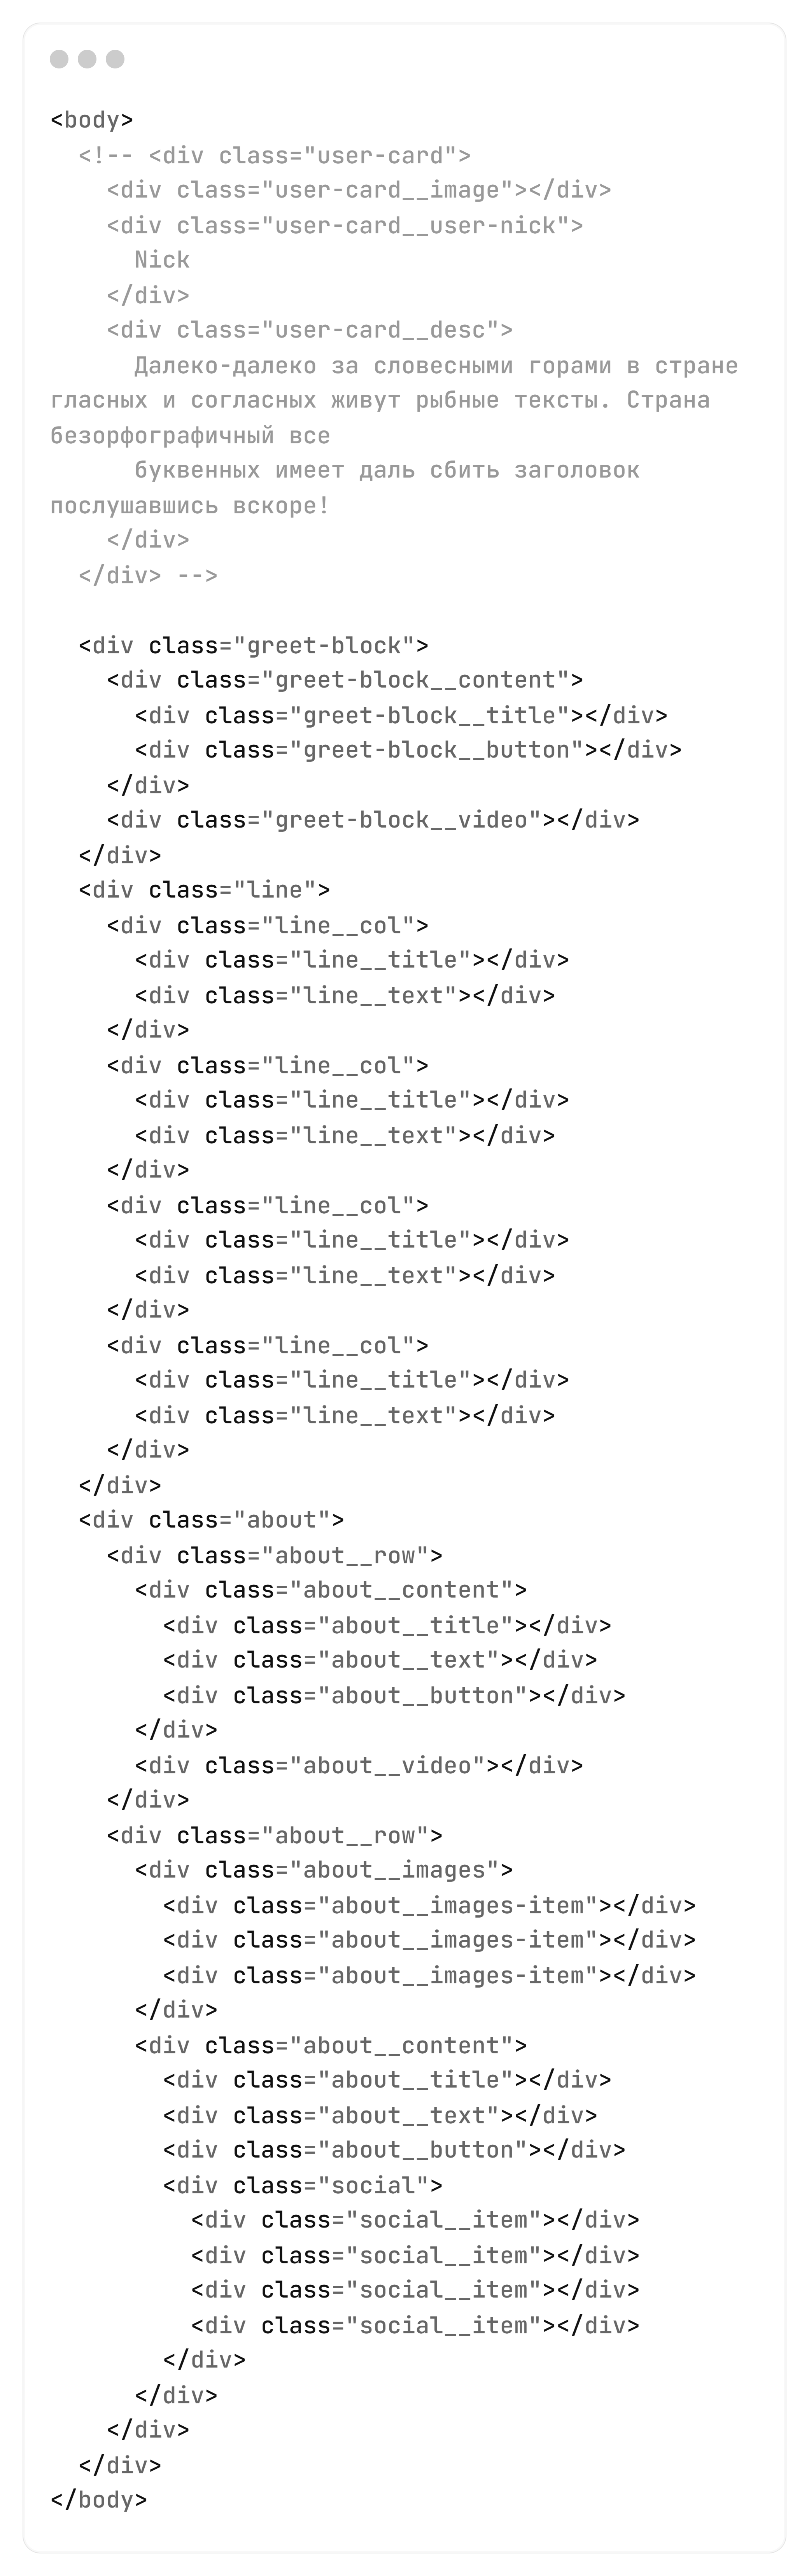 <body>
  <!-- <div class="user-card">
    <div class="user-card__image"></div>
    <div class="user-card__user-nick">
      Nick
    </div>
    <div class="user-card__desc">
      Далеко-далеко за словесными горами в стране
гласных и согласных живут рыбные тексты. Страна
безорфографичный все
      буквенных имеет даль сбить заголовок
послушавшись вскоре!
    </div>
  </div> -->

  <div class="greet-block">
    <div class="greet-block__content">
      <div class="greet-block__title"></div>
      <div class="greet-block__button"></div>
    </div>
    <div class="greet-block__video"></div>
  </div>
  <div class="line">
    <div class="line__col">
      <div class="line__title"></div>
      <div class="line__text"></div>
    </div>
    <div class="line__col">
      <div class="line__title"></div>
      <div class="line__text"></div>
    </div>
    <div class="line__col">
      <div class="line__title"></div>
      <div class="line__text"></div>
    </div>
    <div class="line__col">
      <div class="line__title"></div>
      <div class="line__text"></div>
    </div>
  </div>
  <div class="about">
    <div class="about__row">
      <div class="about__content">
        <div class="about__title"></div>
        <div class="about__text"></div>
        <div class="about__button"></div>
      </div>
      <div class="about__video"></div>
    </div>
    <div class="about__row">
      <div class="about__images">
        <div class="about__images-item"></div>
        <div class="about__images-item"></div>
        <div class="about__images-item"></div>
      </div>
      <div class="about__content">
        <div class="about__title"></div>
        <div class="about__text"></div>
        <div class="about__button"></div>
        <div class="social">
          <div class="social__item"></div>
          <div class="social__item"></div>
          <div class="social__item"></div>
          <div class="social__item"></div>
        </div>
      </div>
    </div>
  </div>
</body>